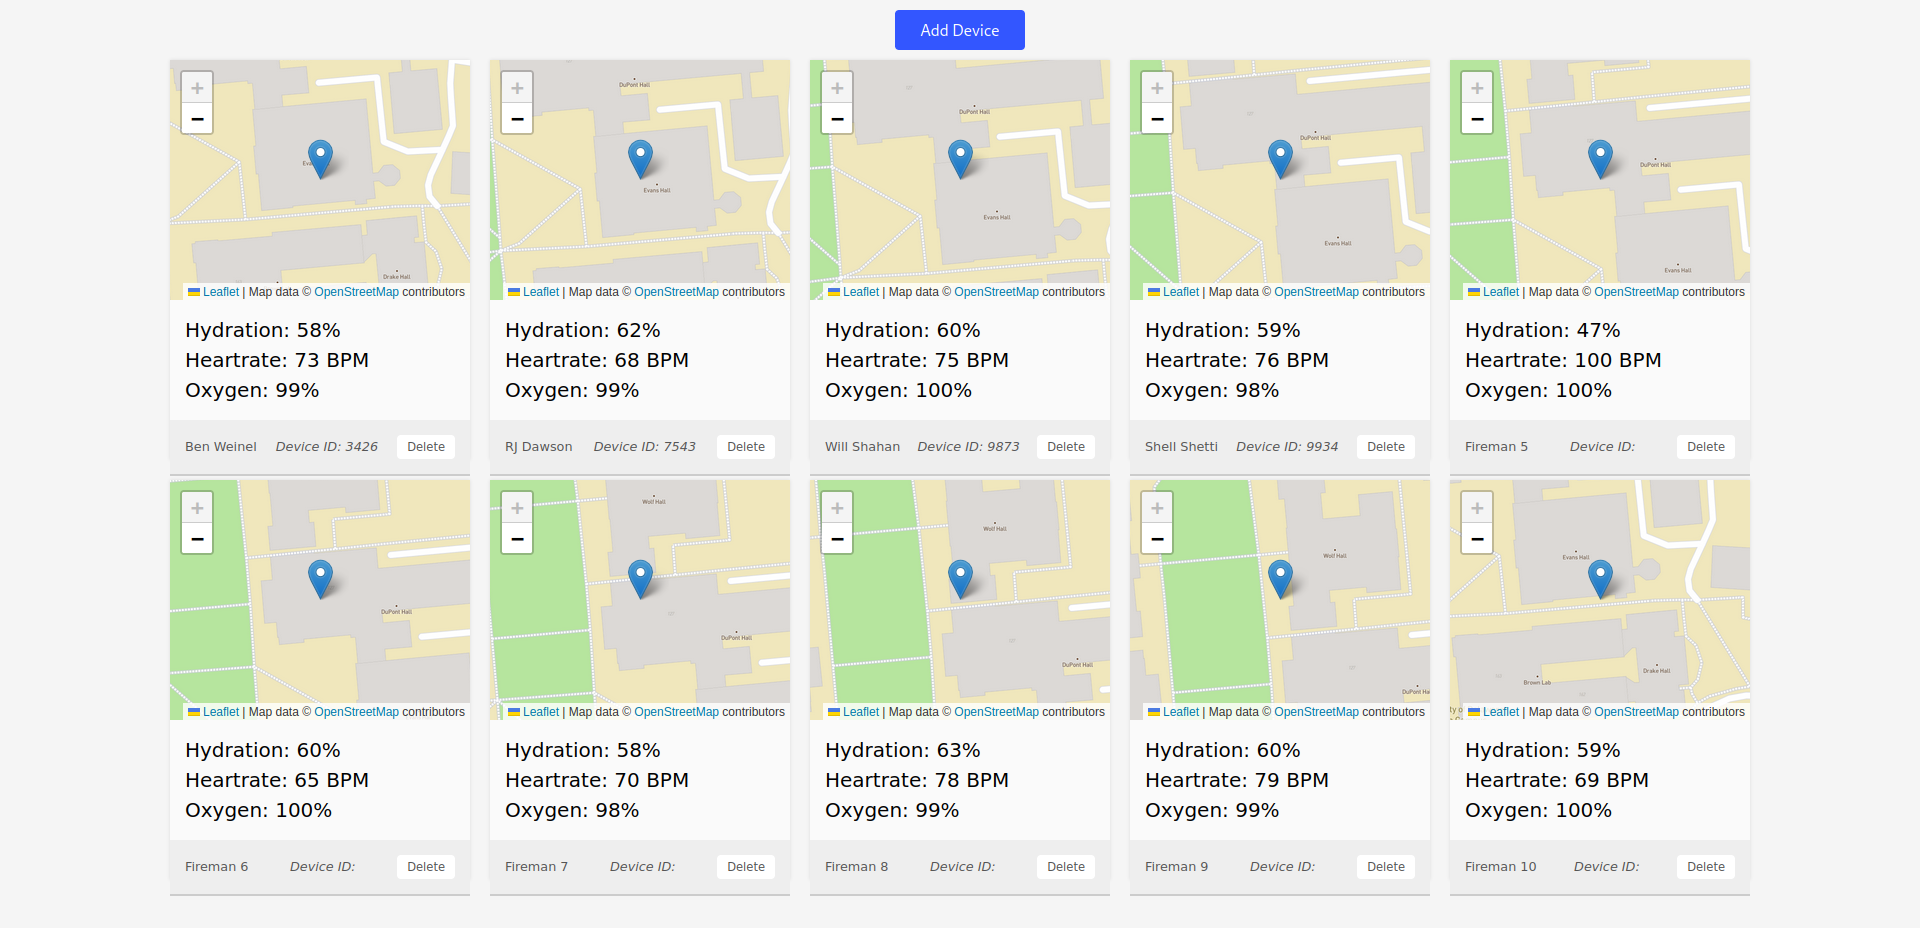 Add Device
+
−
Evans Hall
Drake Hall
Leaflet | Map data © OpenStreetMap contributors
Hydration: 58%
Heartrate: 73 BPM
Oxygen: 99%
Ben Weinel Device ID: 3426 Delete
+
−
DuPont Hall
Evans Hall
Leaflet | Map data © OpenStreetMap contributors
Hydration: 62%
Heartrate: 68 BPM
Oxygen: 99%
RJ Dawson Device ID: 7543 Delete
+
−
DuPont Hall
Evans Hall
Leaflet | Map data © OpenStreetMap contributors
Hydration: 60%
Heartrate: 75 BPM
Oxygen: 100%
Will Shahan Device ID: 9873 Delete
+
−
DuPont Hall
Evans Hall
Leaflet | Map data © OpenStreetMap contributors
Hydration: 59%
Heartrate: 76 BPM
Oxygen: 98%
Shell Shetti Device ID: 9934 Delete
+
−
DuPont Hall
Evans Hall
Leaflet | Map data © OpenStreetMap contributors
Hydration: 47%
Heartrate: 100 BPM
Oxygen: 100%
Fireman 5 Device ID: Delete
+
−
DuPont Hall
Leaflet | Map data © OpenStreetMap contributors
Hydration: 60%
Heartrate: 65 BPM
Oxygen: 100%
Fireman 6 Device ID: Delete
+
−
Wolf Hall
DuPont Hall
Leaflet | Map data © OpenStreetMap contributors
Hydration: 58%
Heartrate: 70 BPM
Oxygen: 98%
Fireman 7 Device ID: Delete
+
−
Wolf Hall
DuPont Hall
Leaflet | Map data © OpenStreetMap contributors
Hydration: 63%
Heartrate: 78 BPM
Oxygen: 99%
Fireman 8 Device ID: Delete
+
−
Wolf Hall
DuPont Ha
Leaflet | Map data © OpenStreetMap contributors
Hydration: 60%
Heartrate: 79 BPM
Oxygen: 99%
Fireman 9 Device ID: Delete
+
−
Evans Hall
Drake Hall
Brown Lab
Leaflet | Map data © OpenStreetMap contributors
Hydration: 59%
Heartrate: 69 BPM
Oxygen: 100%
Fireman 10 Device ID: Delete